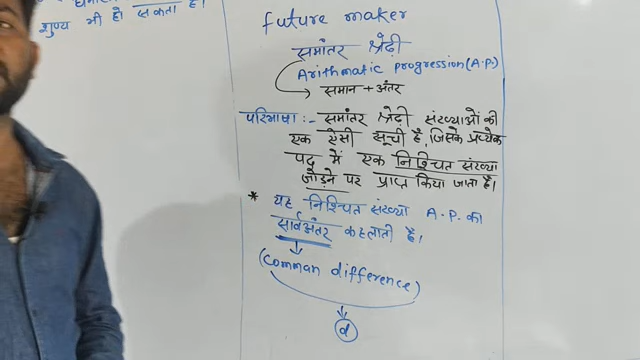 शुण्य भी हो सकता है।
future maker
समांतर श्रेढ़ी
Arithmatic progression(A.P.)
समान + अंतर
परिभाषा:- समांतर श्रेढ़ी संख्याओं की
एक ऐसी सूची है, जिसके प्रत्येक
पद में एक निश्चित संख्या
जोड़ने पर प्राप्त किया जाता है।
* यह निश्चित संख्या A.P. का
सार्वअंतर कहलाती है।
(comman difference)
d